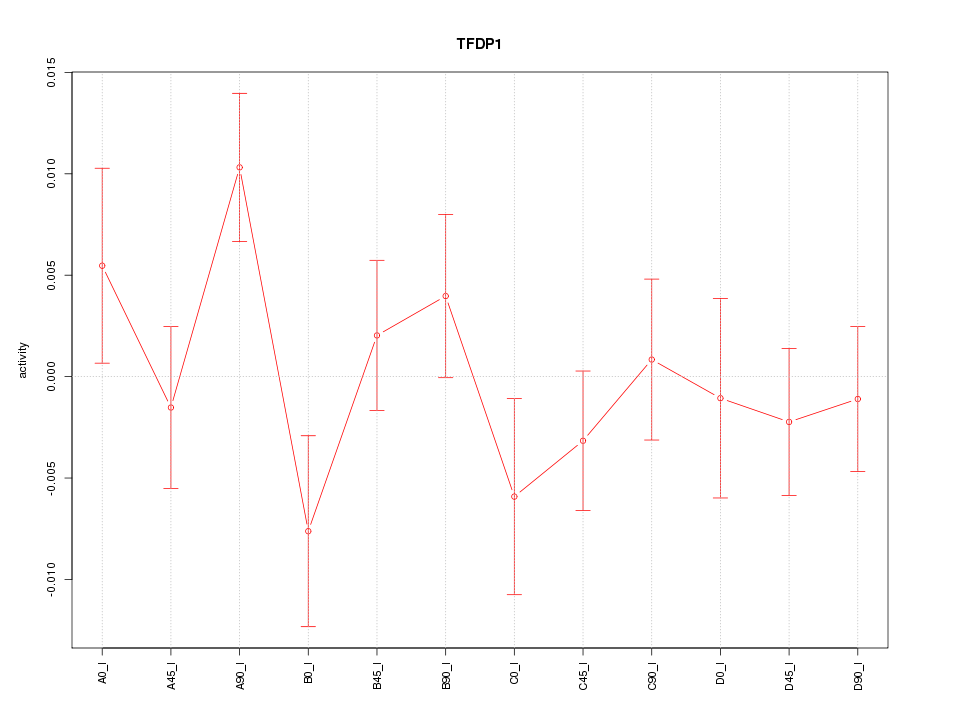 TFDP1
activity
0.015
0.010
0.005
0.000
-0.005
-0.010
A0_I
A45_I
A90_I
B0_I
B45_I
B90_I
C0_I
C45_I
C90_I
D0_I
D45_I
D90_I